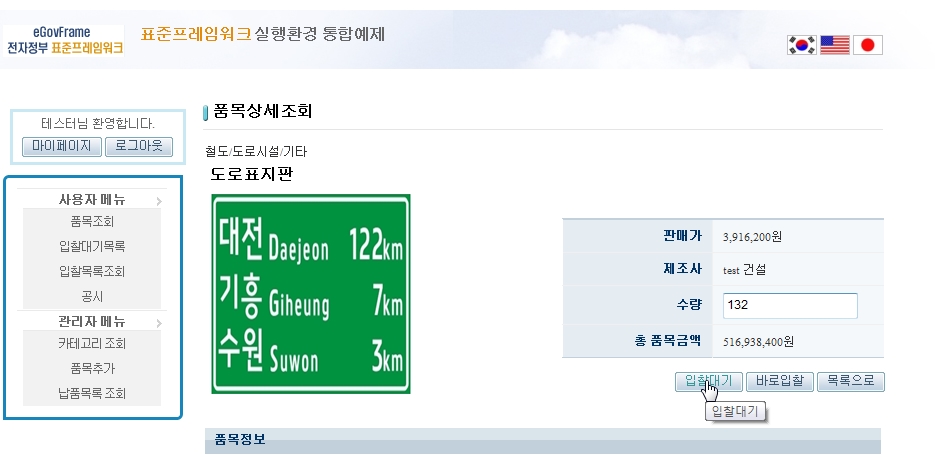 eGovFrame
전자정부 표준프레임워크
표준프레임워크 실행환경 통합예제
테스터님 환영합니다.
마이페이지 로그아웃
사용자 메뉴
품목조회
입찰대기목록
입찰목록조회
공시
관리자 메뉴
카테고리 조회
품목추가
납품목록 조회
품목상세조회
철도/도로시설/기타
도로표지판
대전 Daejeon 122km
기흥 Giheung 7km
수원 Suwon 3km
판매가 3,916,200원
제조사 test 건설
수량 132
총 품목금액 516,938,400원
입찰대기 바로입찰 목록으로
입찰대기
품목정보